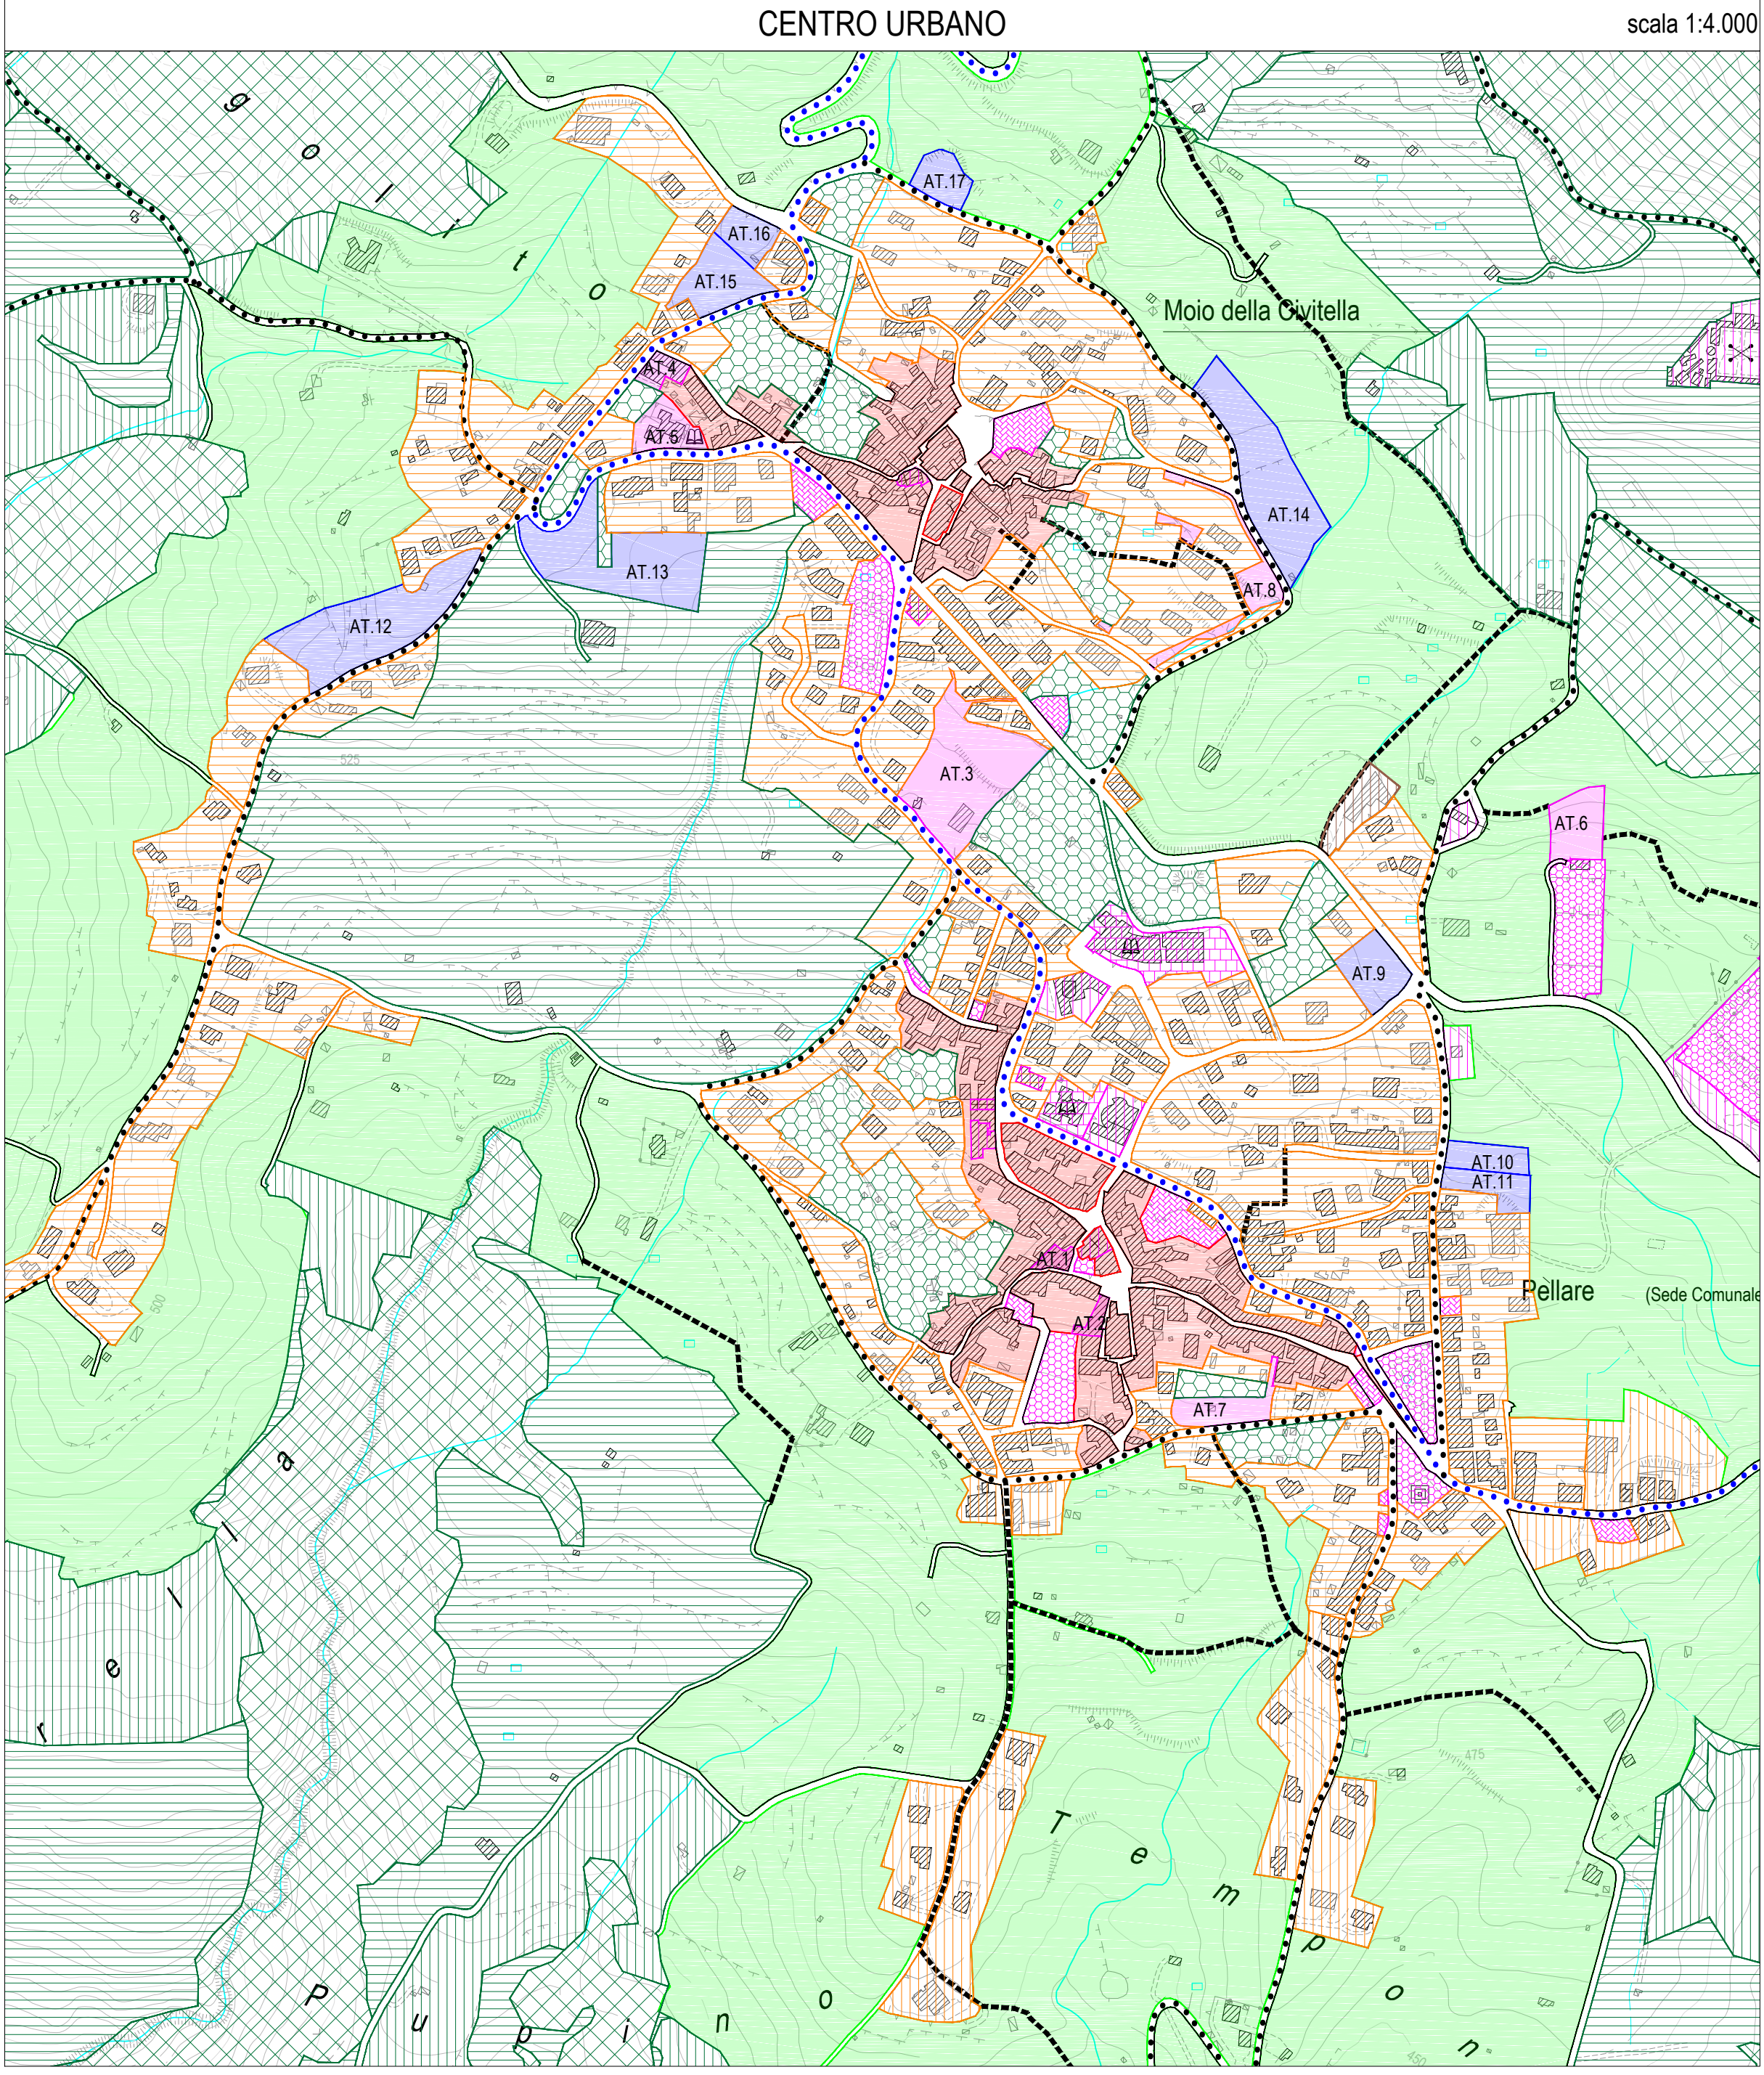 CENTRO URBANO
scala 1:4.000
g o l i t o
AT.17
AT.16
AT.15
Moio della Civitella
AT.4
AT.5
AT.14
AT.13
AT.8
AT.12
525
AT.3
AT.6
AT.9
AT.10
AT.11
AT.1
Pellare
(Sede Comunale
500
AT.2
AT.7
r e l l a
475
T e m p o n
P u p i n o
450